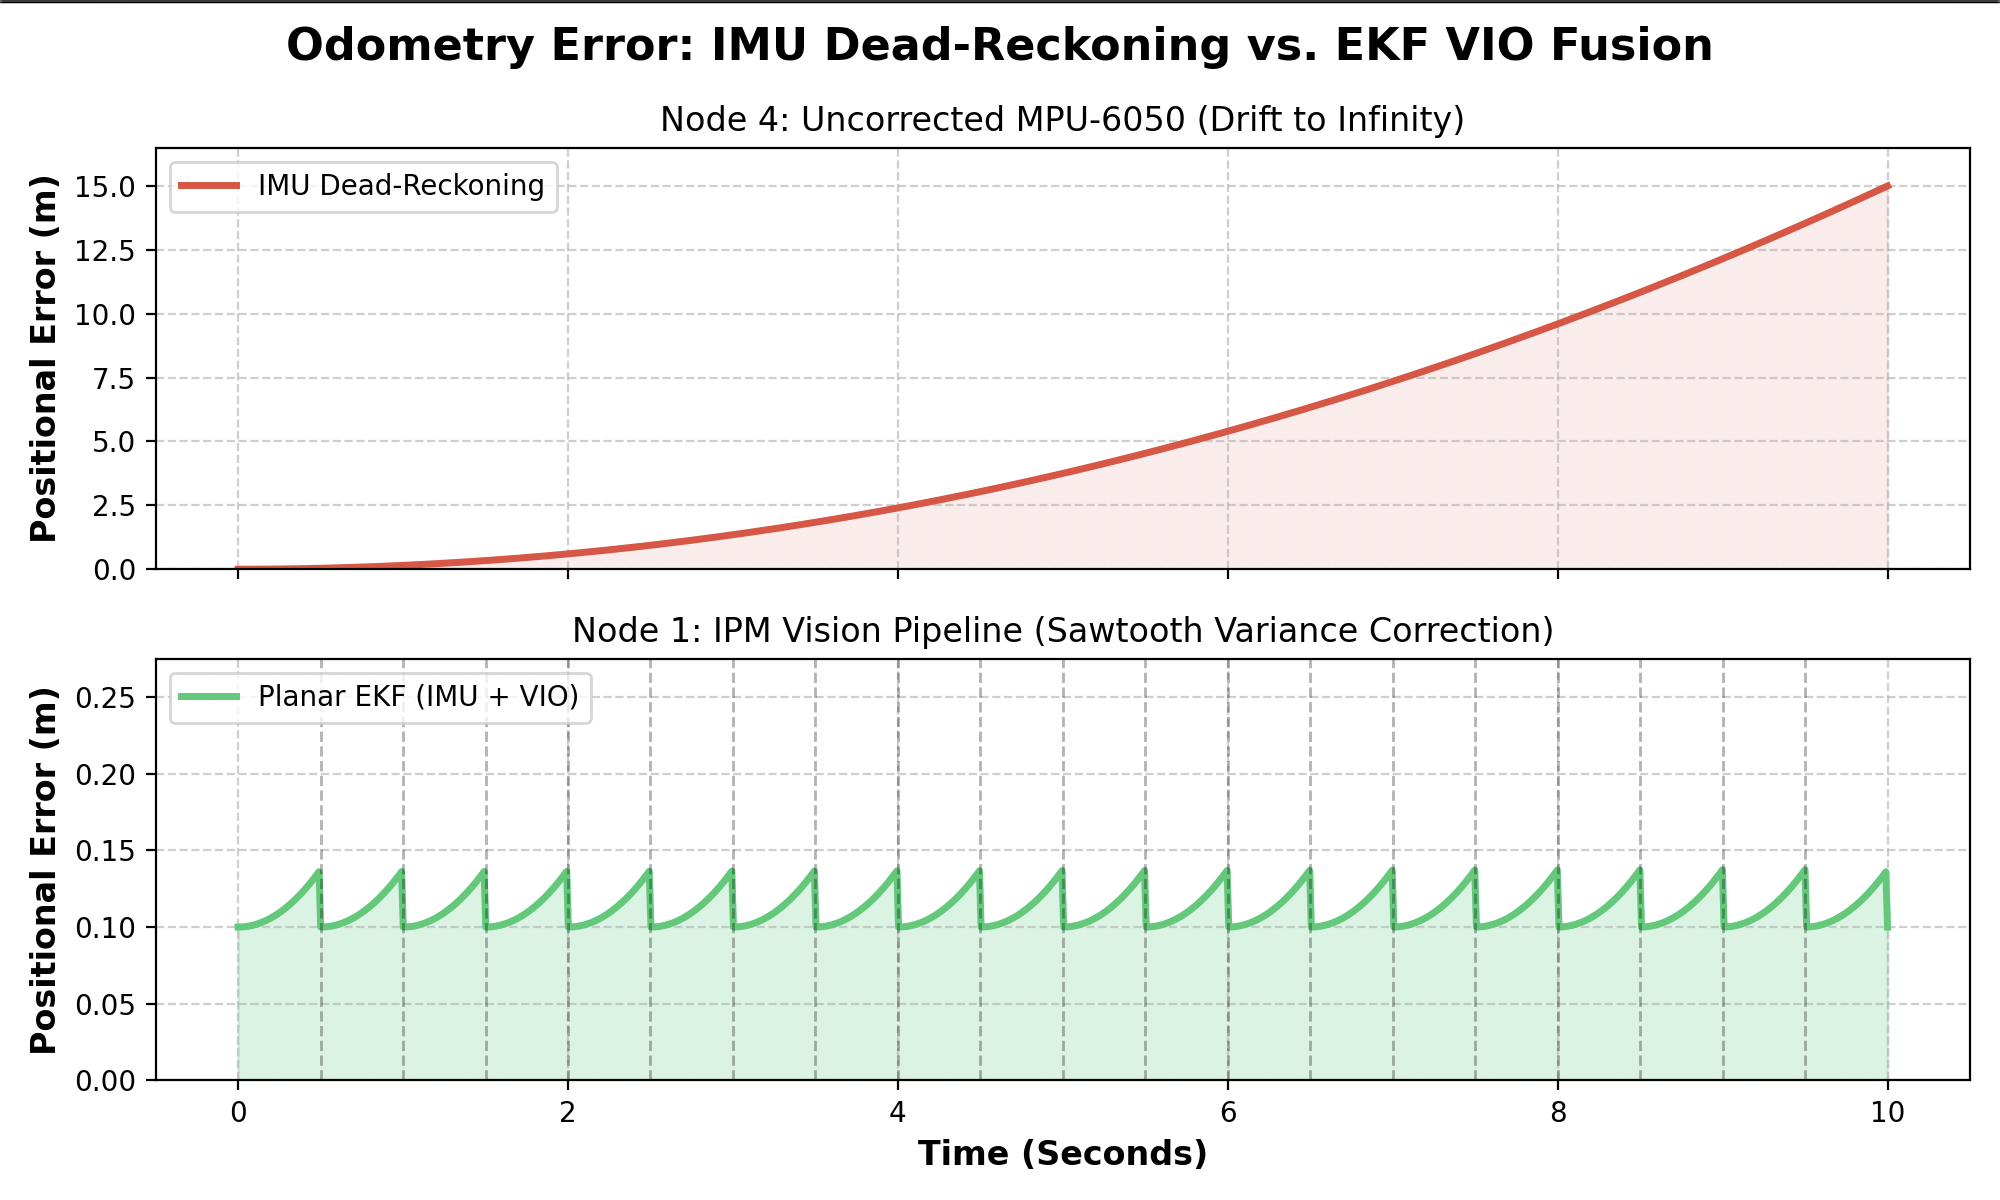 Odometry Error: IMU Dead-Reckoning vs. EKF VIO Fusion
Node 4: Uncorrected MPU-6050 (Drift to Infinity)
Positional Error (m)
15.0
12.5
10.0
7.5
5.0
2.5
0.0
IMU Dead-Reckoning
Node 1: IPM Vision Pipeline (Sawtooth Variance Correction)
Positional Error (m)
0.25
0.20
0.15
0.10
0.05
0.00
Planar EKF (IMU + VIO)
0 2 4 6 8 10
Time (Seconds)